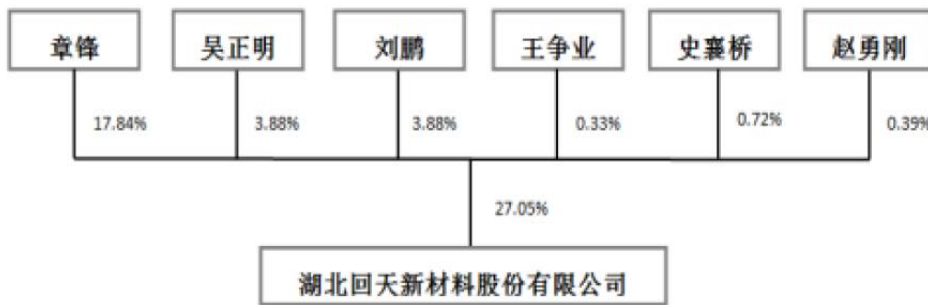 章锋 吴正明 刘鹏 王争业 史襄桥 赵勇刚
17.84% 3.88% 3.88% 0.33% 0.72% 0.39%
27.05%
湖北回天新材料股份有限公司